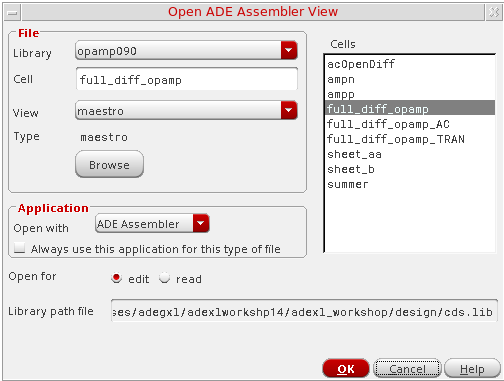 Open ADE Assembler View
File
Library opamp090
Cell full_diff_opamp
View maestro
Type maestro
Browse
Cells
acOpenDiff
ampn
ampp
full_diff_opamp
full_diff_opamp_AC
full_diff_opamp_TRAN
sheet_aa
sheet_b
summer
Application
Open with ADE Assembler
Always use this application for this type of file
Open for edit read
Library path file ses/adegxl/adexlworkshp14/adexl_workshop/design/cds.lib
OK Cancel Help